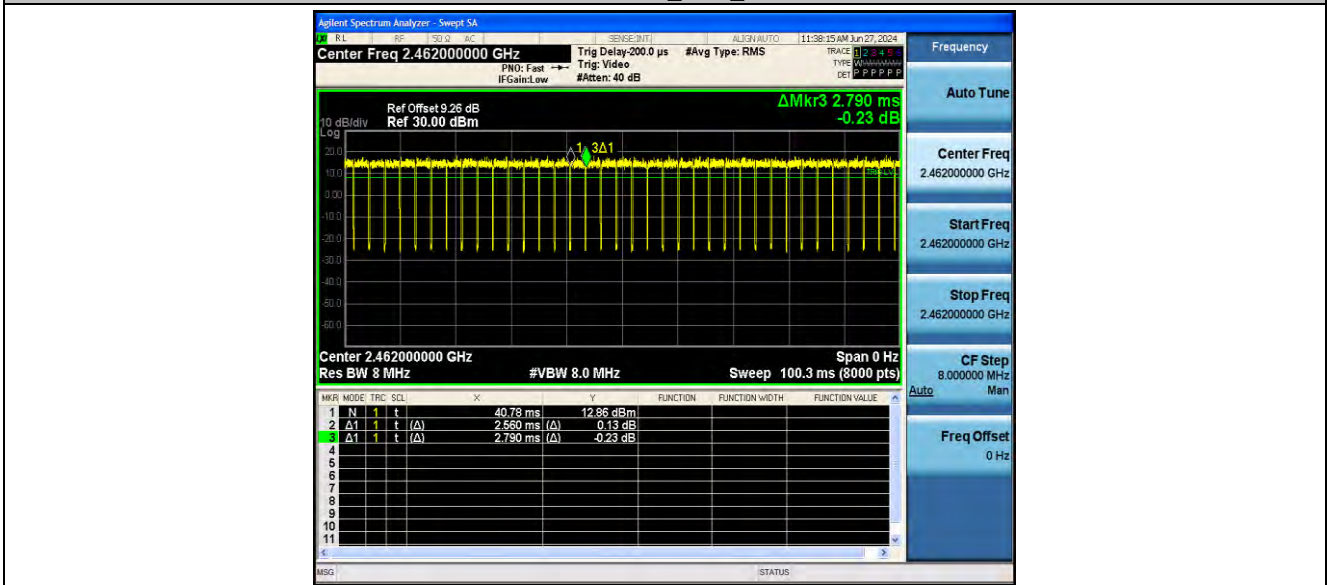 Agilent Spectrum Analyzer - Swept SA
RL RF 50 Ω AC SENSE:INT ALIGN AUTO 11:38:15 AM Jun 27, 2024
Center Freq 2.462000000 GHz
PNO: Fast
IFGain:Low
Trig Delay-200.0 µs
Trig: Video
#Atten: 40 dB
#Avg Type: RMS
TRACE 1 2 3 4 5 6
TYPE
DET P P P P P P
Frequency
ΔMkr3 2.790 ms
-0.23 dB
Ref Offset 9.26 dB
10 dB/div Ref 30.00 dBm
Log
1 3Δ1
20.0
10.0
0.00
-10.0
-20.0
-30.0
-40.0
-50.0
-60.0
Center 2.462000000 GHz Span 0 Hz
Res BW 8 MHz #VBW 8.0 MHz Sweep 100.3 ms (8000 pts)
MKR MODE TRC SCL X Y FUNCTION FUNCTION WIDTH FUNCTION VALUE
1 N 1 t 40.78 ms 12.86 dBm
2 Δ1 1 t (Δ) 2.560 ms (Δ) 0.13 dB
3 Δ1 1 t (Δ) 2.790 ms (Δ) -0.23 dB
4
5
6
7
8
9
10
11
MSG STATUS
Auto Tune
Center Freq
2.462000000 GHz
Start Freq
2.462000000 GHz
Stop Freq
2.462000000 GHz
CF Step
8.000000 MHz
Auto Man
Freq Offset
0 Hz